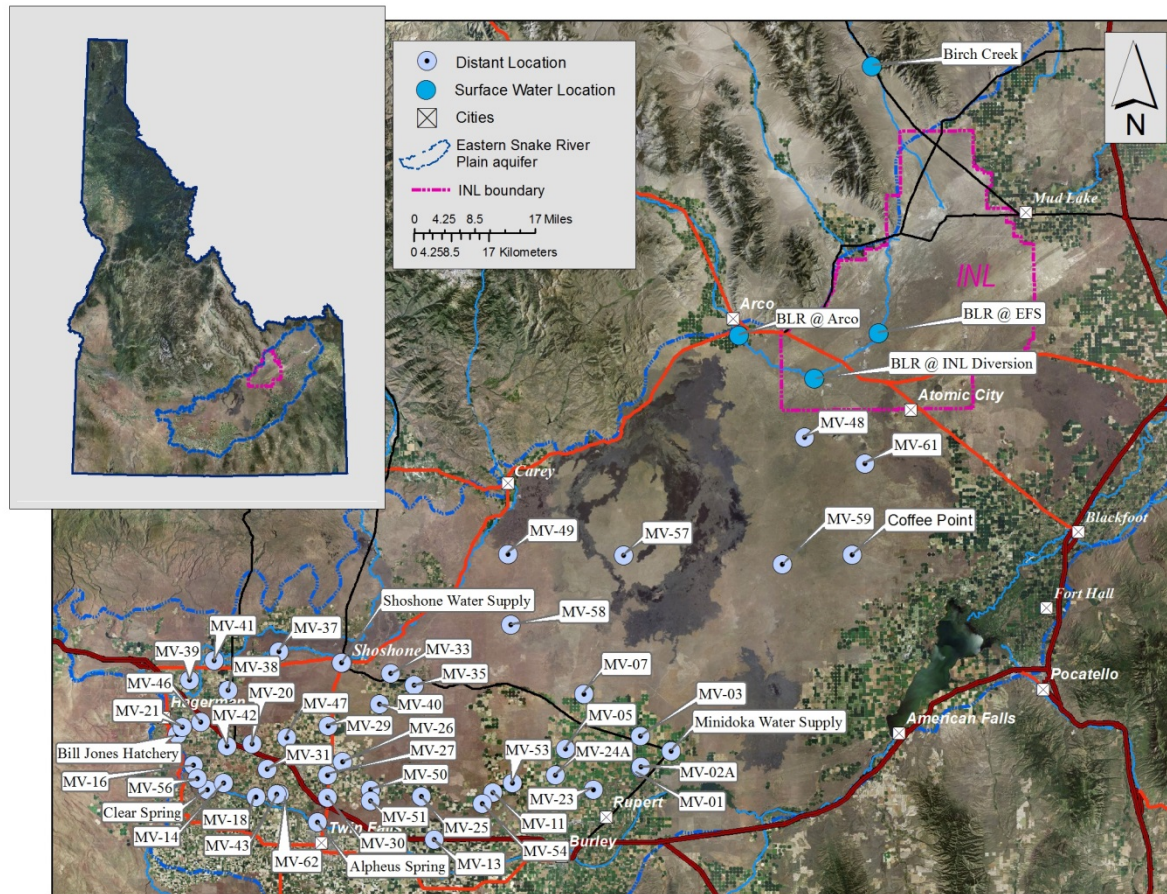 Distant Location
Surface Water Location
Cities
Eastern Snake River
Plain aquifer
INL boundary
0 4.25 8.5 17 Miles
0 4.25 8.5 17 Kilometers
N
Birch Creek
Mud Lake
INL
Arco
BLR @ Arco
BLR @ EFS
BLR @ INL Diversion
Atomic City
MV-48
MV-61
Carey
MV-49
MV-57
MV-59
Coffee Point
Blackfoot
Fort Hall
MV-58
Shoshone Water Supply
MV-41
MV-37
MV-39
MV-38
Shoshone
MV-33
MV-35
MV-07
MV-03
Pocatello
MV-46
Hagerman
MV-20
MV-47
MV-40
MV-05
Minidoka Water Supply
American Falls
MV-21
MV-42
MV-29
MV-26
MV-53
MV-24A
Bill Jones Hatchery
MV-31
MV-27
MV-02A
MV-16
MV-50
MV-23
MV-01
MV-56
Rupert
Clear Spring
MV-51
MV-11
MV-14
MV-18
MV-25
Twin Falls
MV-30
MV-54
Burley
MV-43
MV-13
MV-62
Alpheus Spring